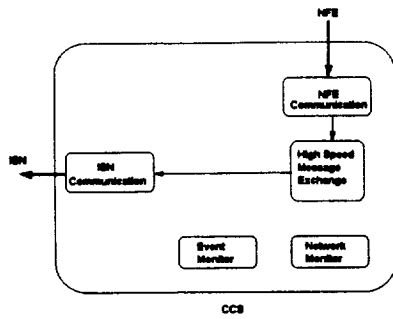 NFE
NFE
Communication
High Speed
Message
Exchange
ISN
ISN
Communication
Event
Monitor
Network
Monitor
CCS